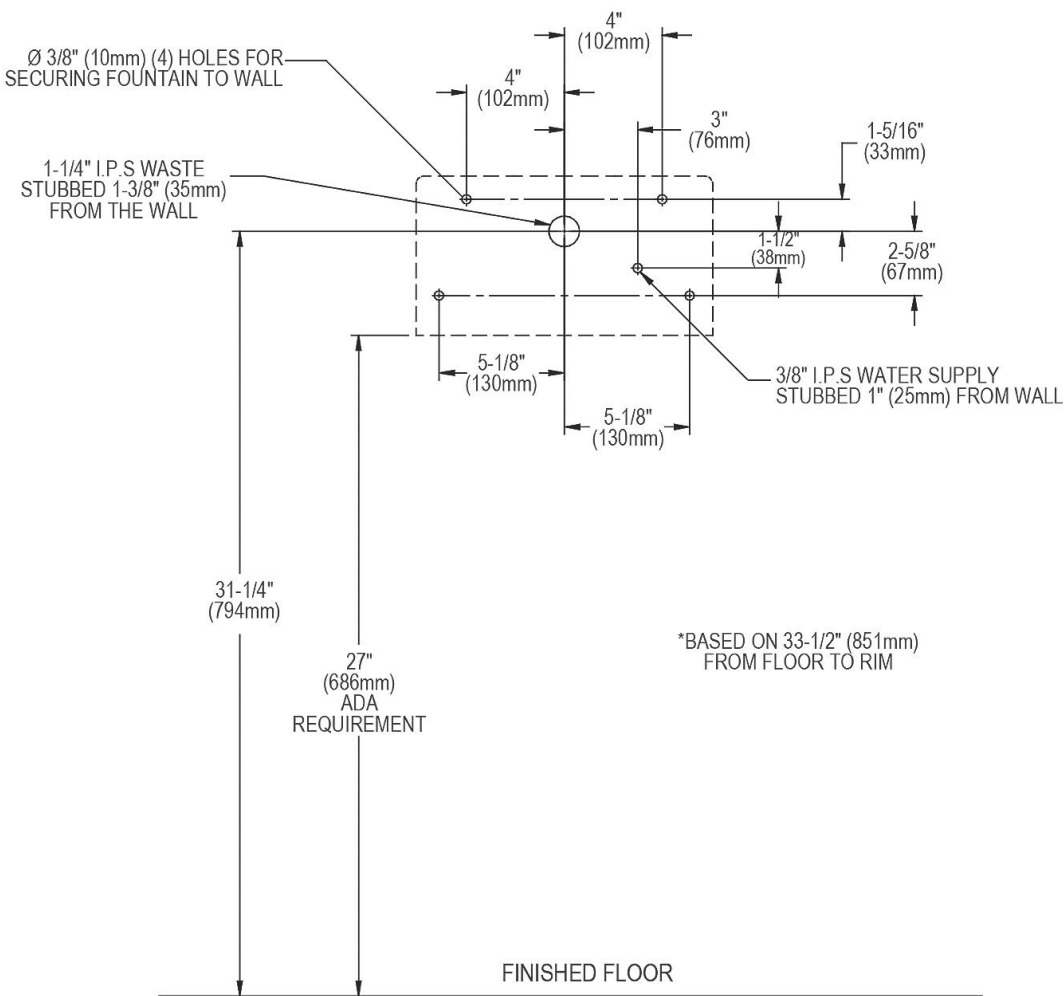 4"
(102mm)
Ø 3/8" (10mm) (4) HOLES FOR
SECURING FOUNTAIN TO WALL
4"
(102mm)
3"
(76mm)
1-5/16"
(33mm)
1-1/4" I.P.S WASTE
STUBBED 1-3/8" (35mm)
FROM THE WALL
1-1/2"
(38mm)
2-5/8"
(67mm)
5-1/8"
(130mm)
3/8" I.P.S WATER SUPPLY
STUBBED 1" (25mm) FROM WALL
5-1/8"
(130mm)
31-1/4"
(794mm)
*BASED ON 33-1/2" (851mm)
FROM FLOOR TO RIM
27"
(686mm)
ADA
REQUIREMENT
FINISHED FLOOR